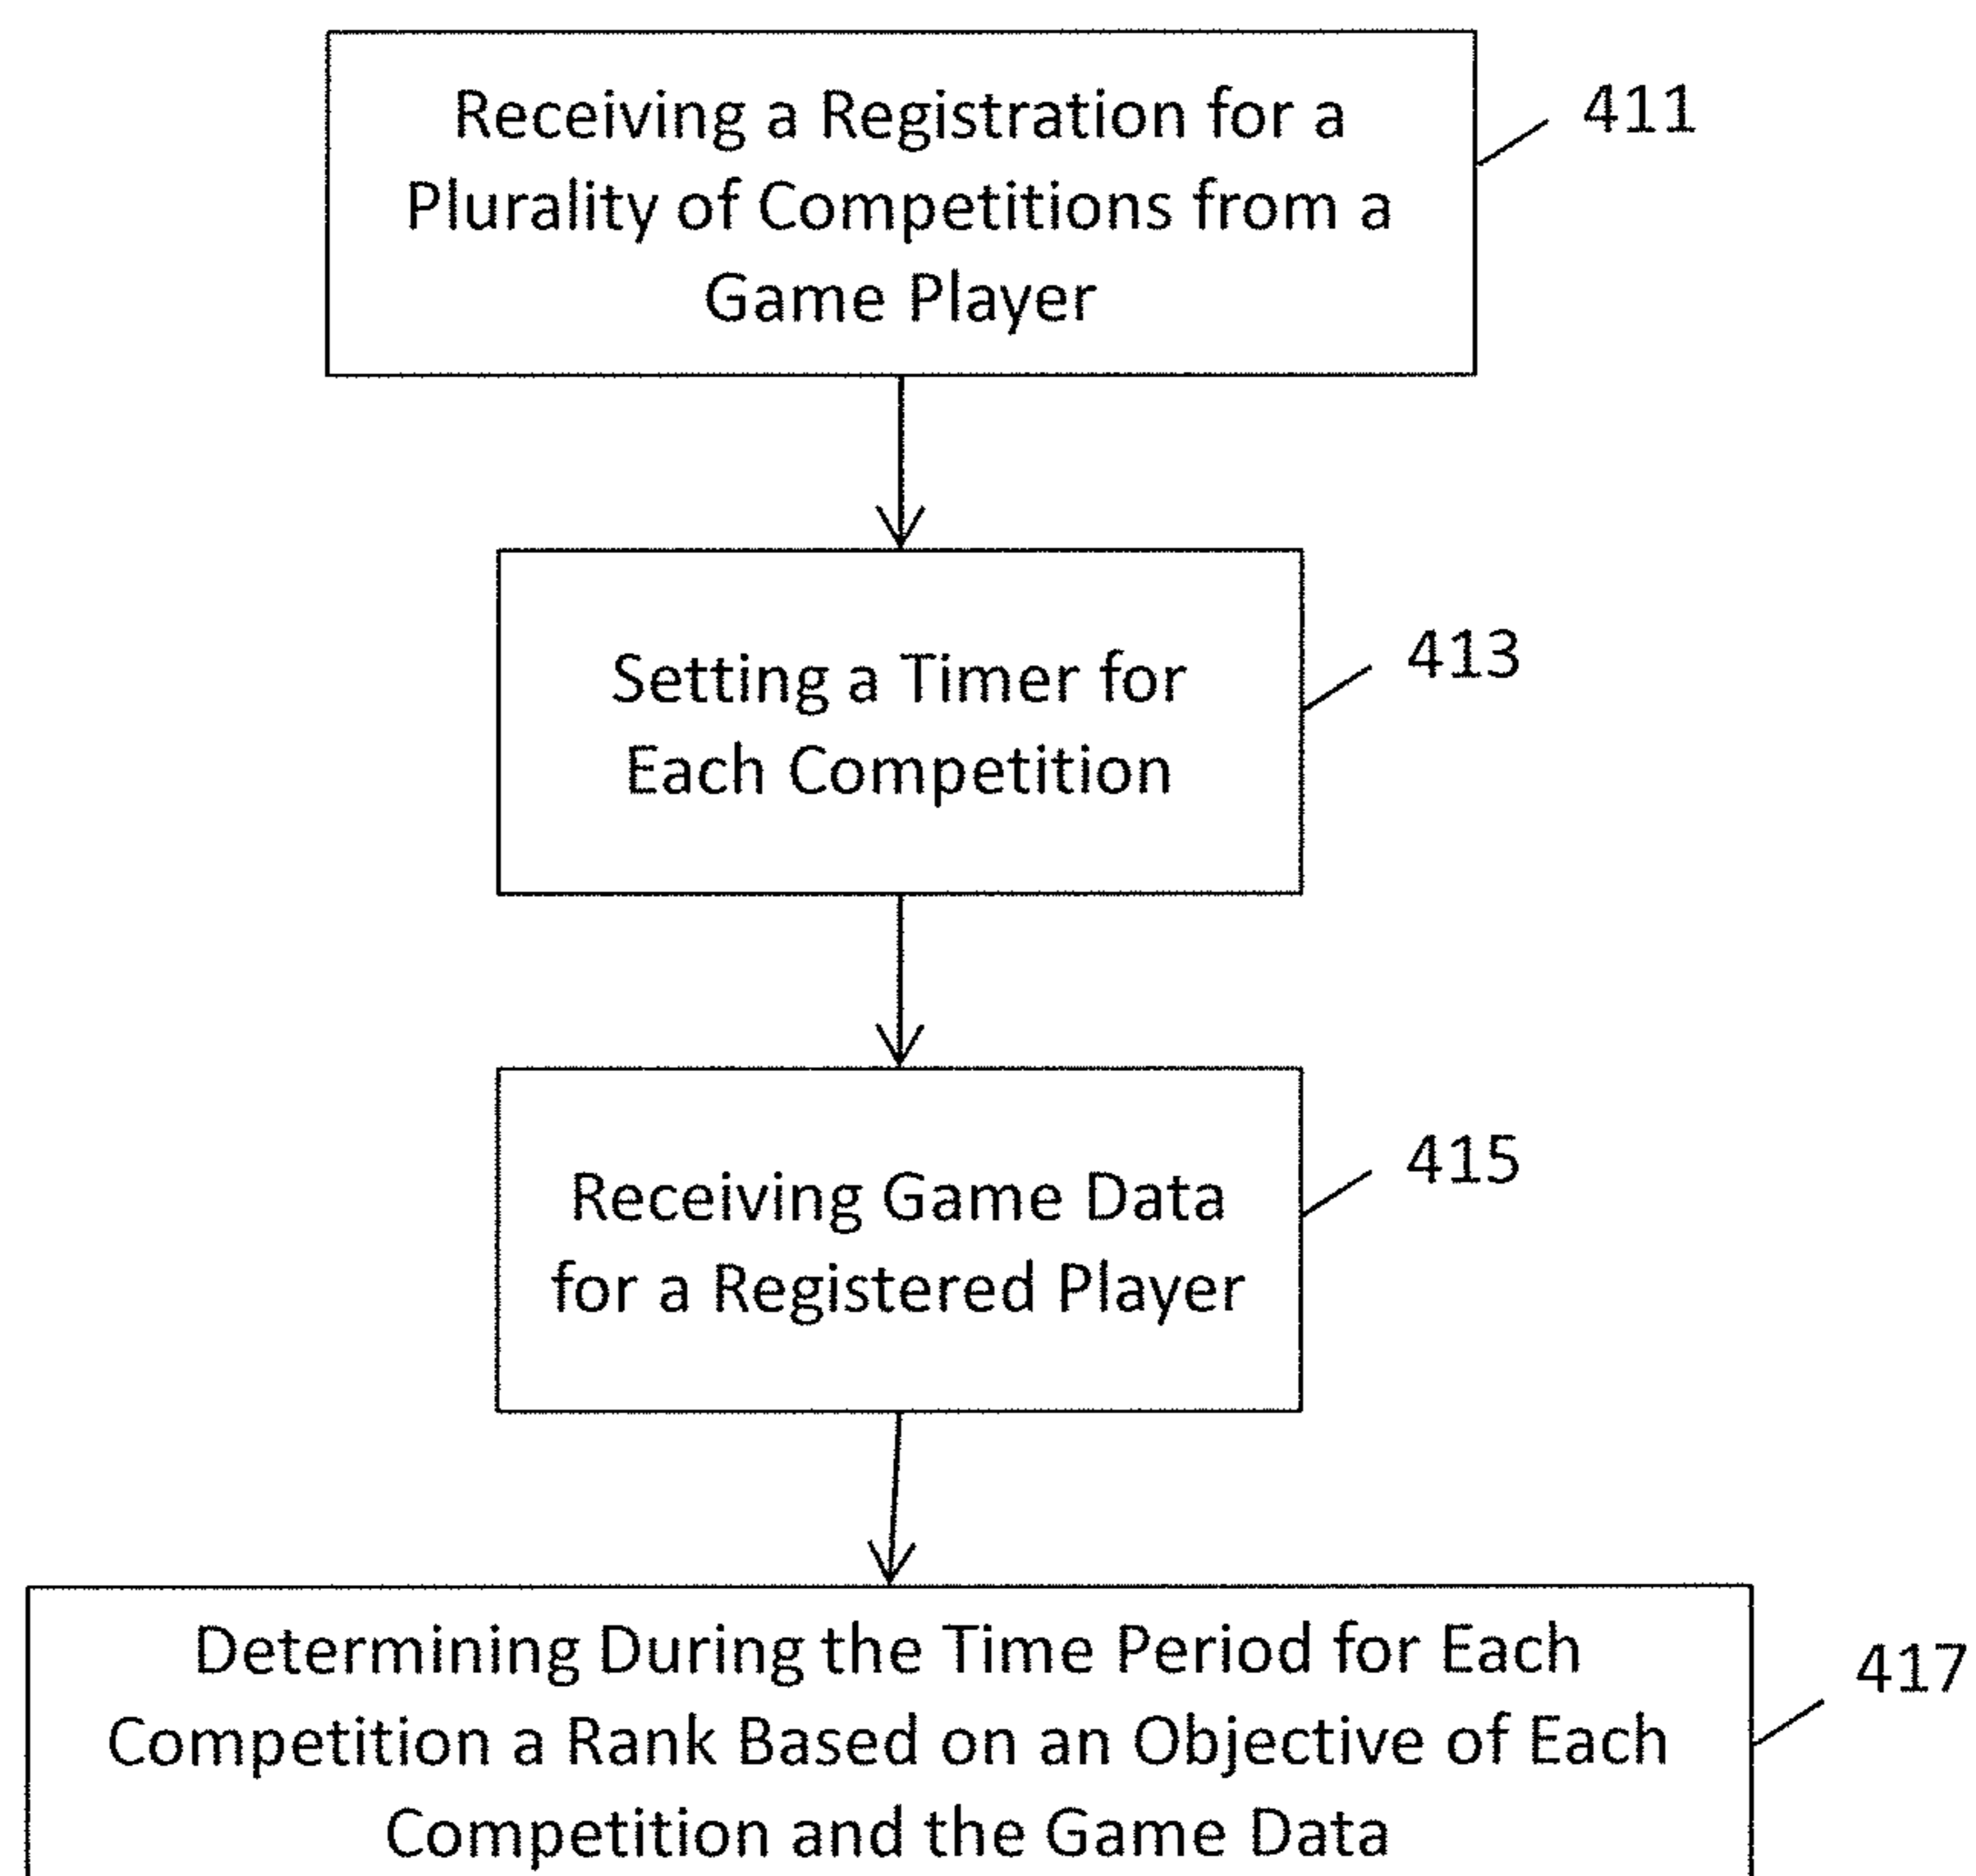 Receiving a Registration for a
Plurality of Competitions from a
Game Player
411
Setting a Timer for
Each Competition
413
Receiving Game Data
for a Registered Player
415
Determining During the Time Period for Each
Competition a Rank Based on an Objective of Each
Competition and the Game Data
417